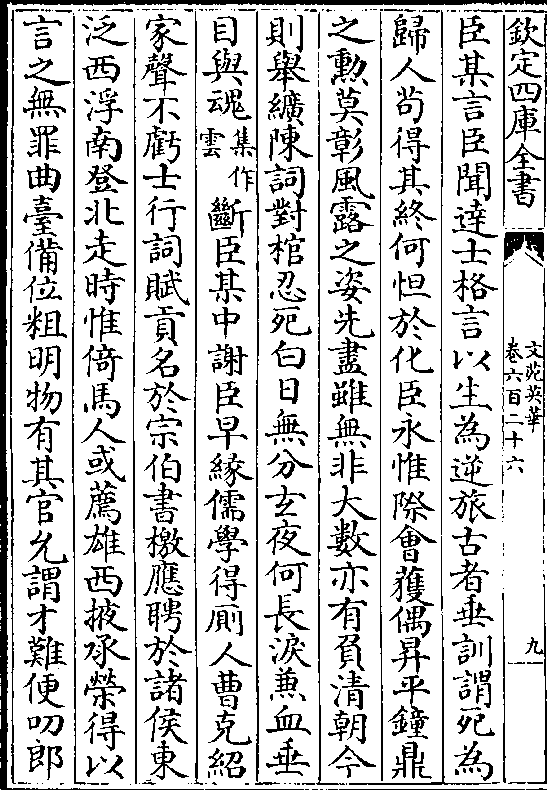 欽定四庫全書
文苑英華
卷六百二十六
九
臣某言臣聞達士格言以生為逆旅古者垂訓謂死為
歸人苟得其終何怛於化臣永惟際會獲偶昇平鐘鼎
之勲莫彰風露之姿先盡雖無非大數亦有負清朝今
則舉纊陳詞對棺忍死白日無分玄夜何長淚兼血垂
目與魂集作雲斷臣某中謝臣早緣儒學得厠人曹克紹
家聲不虧士行詞賦貢名於宗伯書檄應聘於諸侯東
泛西浮南登北走時惟倚馬人或薦雄西掖承榮得以
言之無罪曲臺備位粗明物有其官允謂才難便叨郎